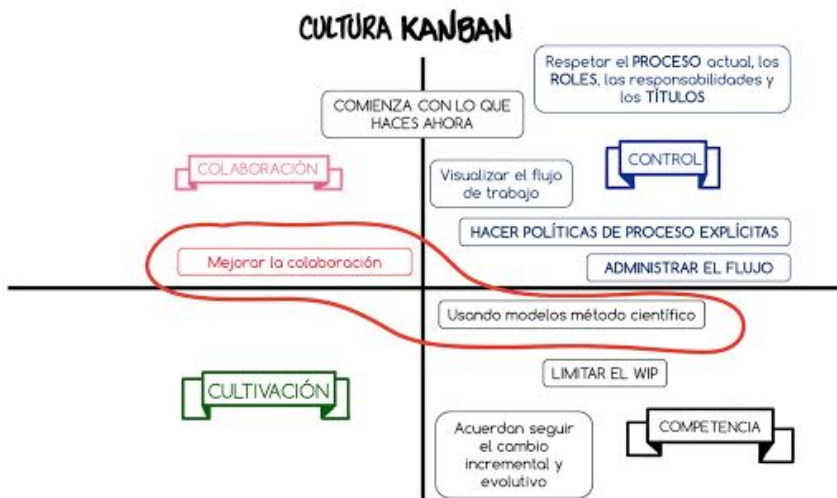 CULTURA KANBAN
Respetar el PROCESO actual, los
ROLES, las responsabilidades y
los TÍTULOS
COMIENZA CON LO QUE
HACES AHORA
COLABORACIÓN
CONTROL
Visualizar el flujo
de trabajo
HACER POLÍTICAS DE PROCESO EXPLÍCITAS
Mejorar la colaboración
ADMINISTRAR EL FLUJO
Usando modelos método científico
LIMITAR EL WIP
CULTIVACIÓN
Acuerdan seguir
el cambio
incremental y
evolutivo
COMPETENCIA